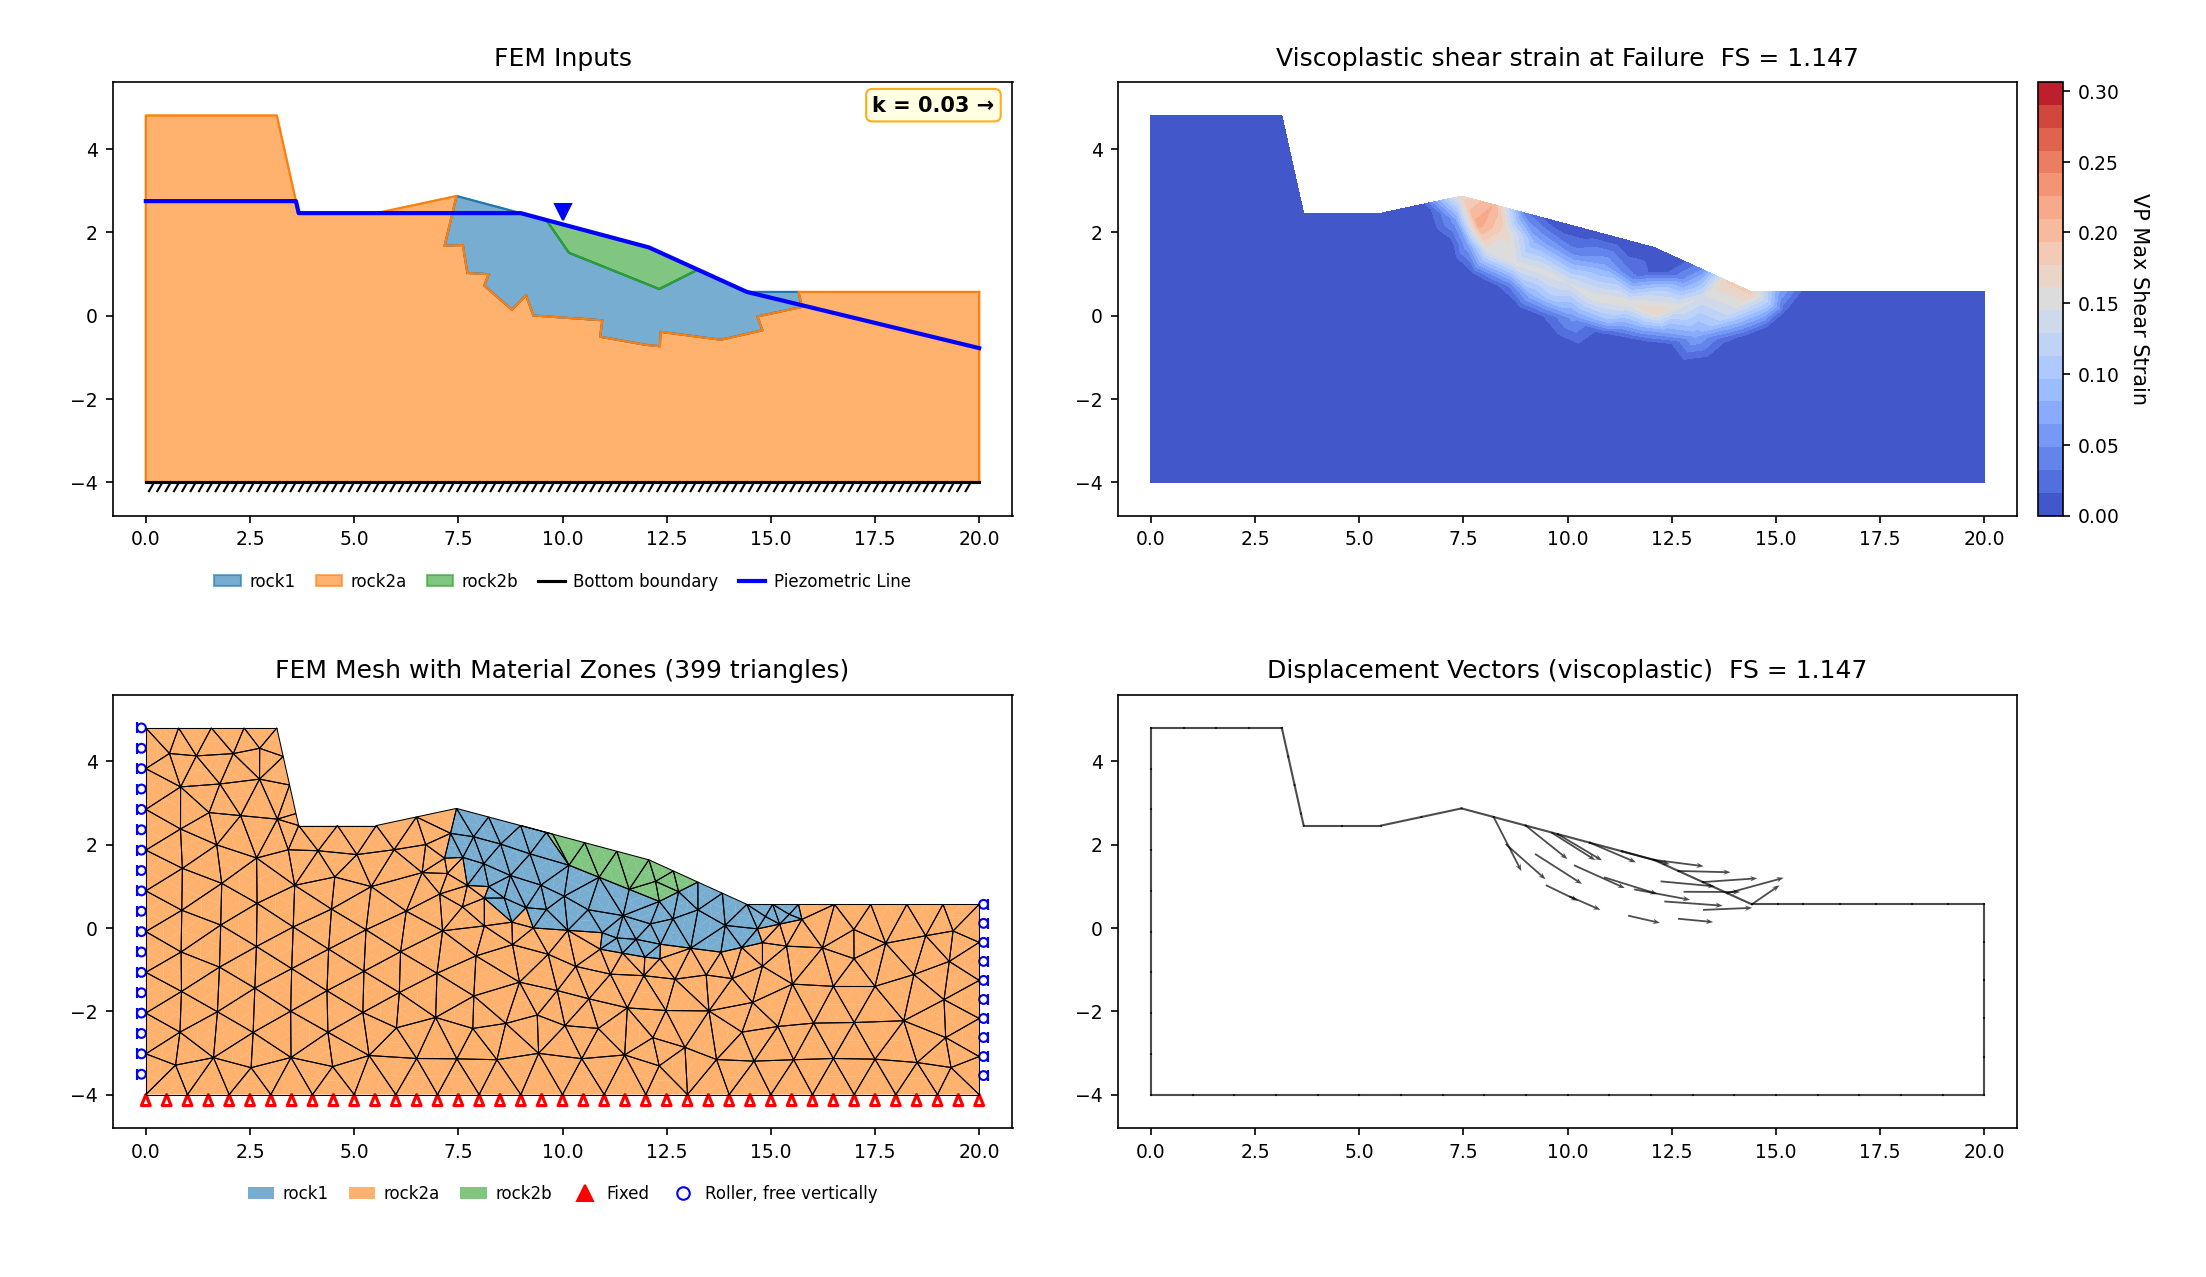 FEM Inputs
k = 0.03 →
4
2
0
−2
−4
0.0 2.5 5.0 7.5 10.0 12.5 15.0 17.5 20.0
rock1 rock2a rock2b Bottom boundary Piezometric Line
Viscoplastic shear strain at Failure FS = 1.147
4
2
0
−2
−4
0.0 2.5 5.0 7.5 10.0 12.5 15.0 17.5 20.0
0.30
0.25
0.20
0.15
0.10
0.05
0.00
VP Max Shear Strain
FEM Mesh with Material Zones (399 triangles)
4
2
0
−2
−4
0.0 2.5 5.0 7.5 10.0 12.5 15.0 17.5 20.0
rock1 rock2a rock2b Fixed Roller, free vertically
Displacement Vectors (viscoplastic) FS = 1.147
4
2
0
−2
−4
0.0 2.5 5.0 7.5 10.0 12.5 15.0 17.5 20.0